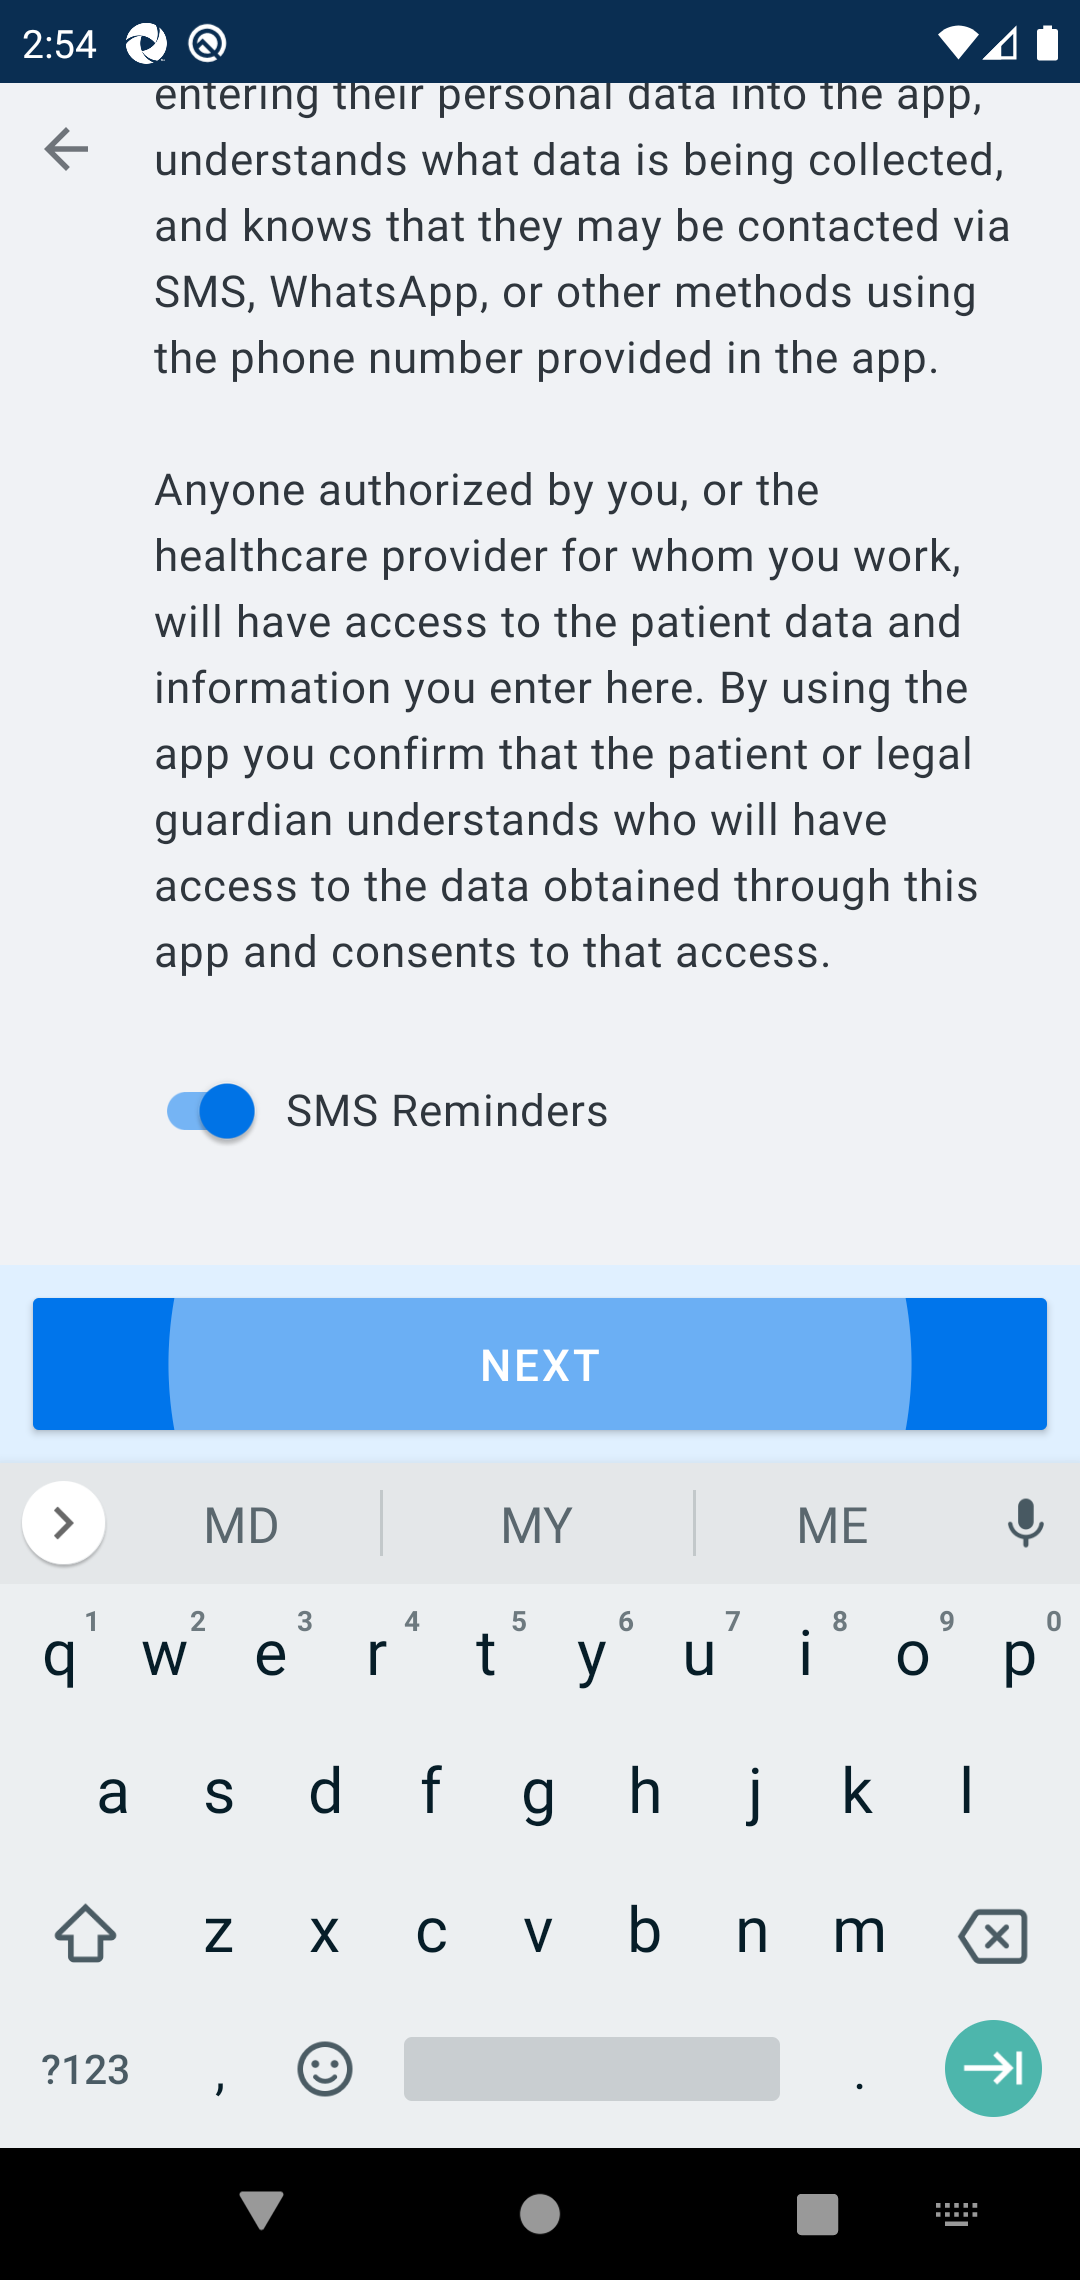 2:54
entering their personal data into the app,
understands what data is being collected,
and knows that they may be contacted via
SMS, WhatsApp, or other methods using
the phone number provided in the app.
Anyone authorized by you, or the
healthcare provider for whom you work,
will have access to the patient data and
information you enter here. By using the
app you confirm that the patient or legal
guardian understands who will have
access to the data obtained through this
app and consents to that access.
SMS Reminders
NEXT
MD MY ME
1 2 3 4 5 6 7 8 9 0
q w e r t y u i o p
a s d f g h j k l
z x c v b n m
?123 , .